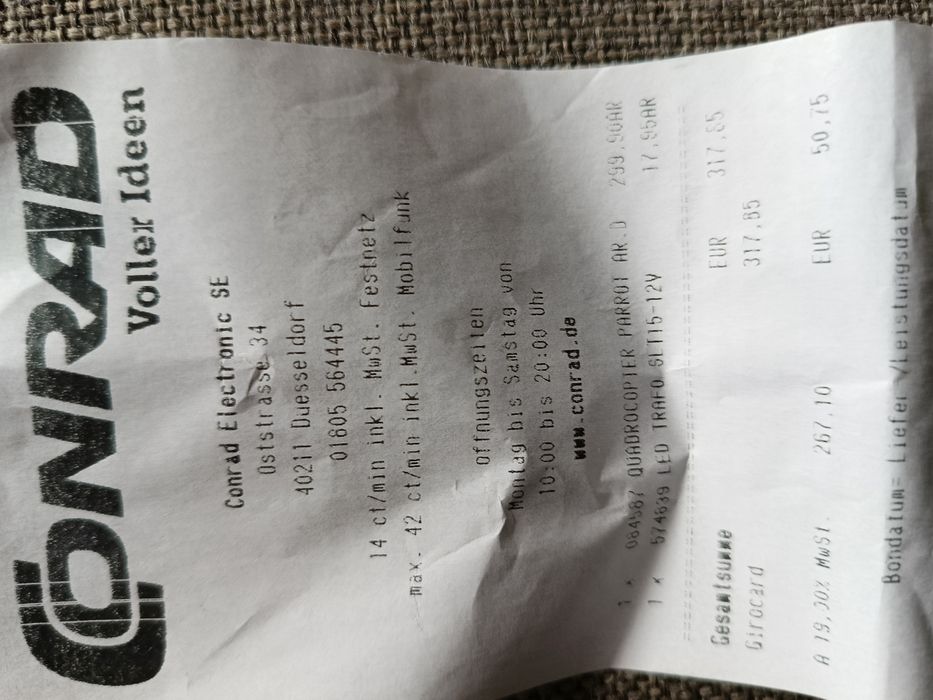 CONRAD
Voller Ideen
Conrad Electronic SE
Oststrasse 34
40211 Duesseldorf
01805 564445
14 ct/min inkl. MwSt. Festnetz
max. 42 ct/min inkl.MwSt. Mobilfunk
Öffnungszeiten
Montag bis Samstag von
10:00 bis 20:00 Uhr
www.conrad.de
1 * QUADROCOPTER PARROT AR.D 299,90AR
1 * 574639 LED TRAFO SLT15-12V 17,95AR
Gesamtsumme EUR 317,85
Girocard 317,85
A 19,00% MwSt. 267,10 EUR 50,75
Bondatum= Liefer-/Leistungsdatum